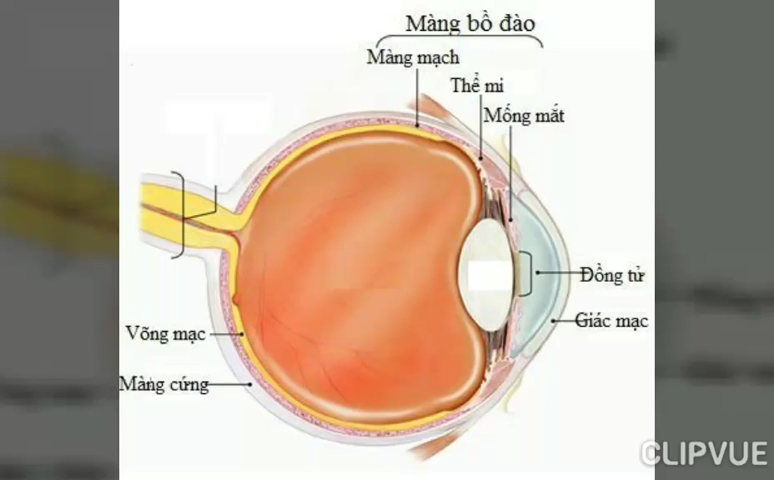 Màng bồ đào
Màng mạch
Thể mi
Mống mắt
Đồng tử
Giác mạc
Võng mạc
Màng cứng
CLIPVUE